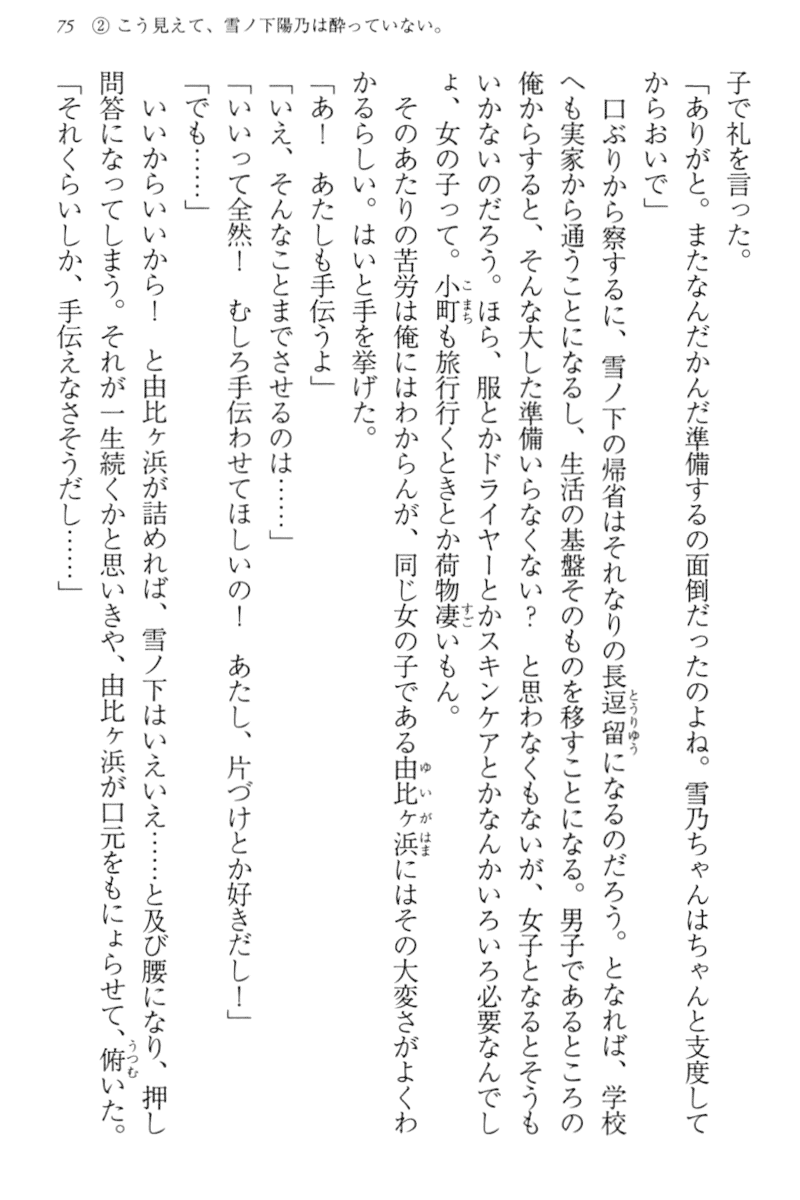 75 ② こう見えて、雪ノ下陽乃は酔っていない。
子で礼を言った。
「ありがと。またなんだかんだ準備するの面倒だったのよね。雪乃ちゃんはちゃんと支度して
からおいで」
口ぶりから察するに、雪ノ下の帰省はそれなりの長逗留になるのだろう。となれば、学校
へも実家から通うことになるし、生活の基盤そのものを移すことになる。男子であるところの
俺からすると、そんな大した準備いらなくない? と思わなくもないが、女子となるとそうも
いかないのだろう。ほら、服とかドライヤーとかスキンケアとかなんかいろいろ必要なんでし
ょ、女の子って。小町も旅行行くときとか荷物凄いもん。
そのあたりの苦労は俺にはわからんが、同じ女の子である由比ヶ浜にはその大変さがよくわ
かるらしい。はいと手を挙げた。
「あ! あたしも手伝うよ」
「いえ、そんなことまでさせるのは……」
「いいって全然! むしろ手伝わせてほしいの! あたし、片づけとか好きだし!」
「でも……」
いいからいいから! と由比ヶ浜が詰めれば、雪ノ下はいえいえ……と及び腰になり、押し
問答になってしまう。それが一生続くかと思いきや、由比ヶ浜が口元をもにょらせて、俯いた。
「それくらいしか、手伝えなさそうだし……」
とうりゆう
こまち
すご
ゆいがはま
うつむ